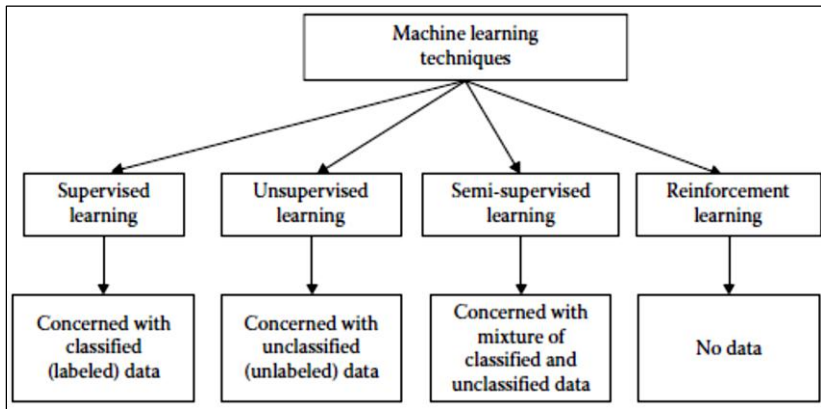 Machine learning
techniques
Supervised
learning
Unsupervised
learning
Semi-supervised
learning
Reinforcement
learning
Concerned with
classified
(labeled) data
Concerned with
unclassified
(unlabeled) data
Concerned with
mixture of
classified and
unclassified data
No data